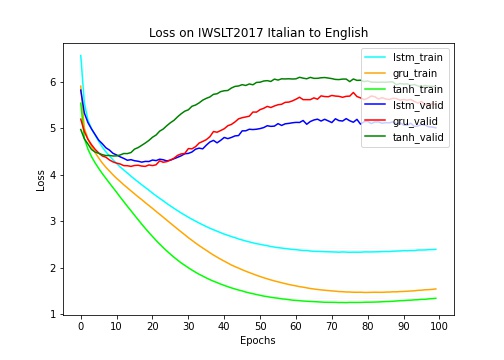 Loss on IWSLT2017 Italian to English
lstm_train
gru_train
tanh_train
lstm_valid
gru_valid
tanh_valid
6
5
4
3
2
1
Loss
0 10 20 30 40 50 60 70 80 90 100
Epochs